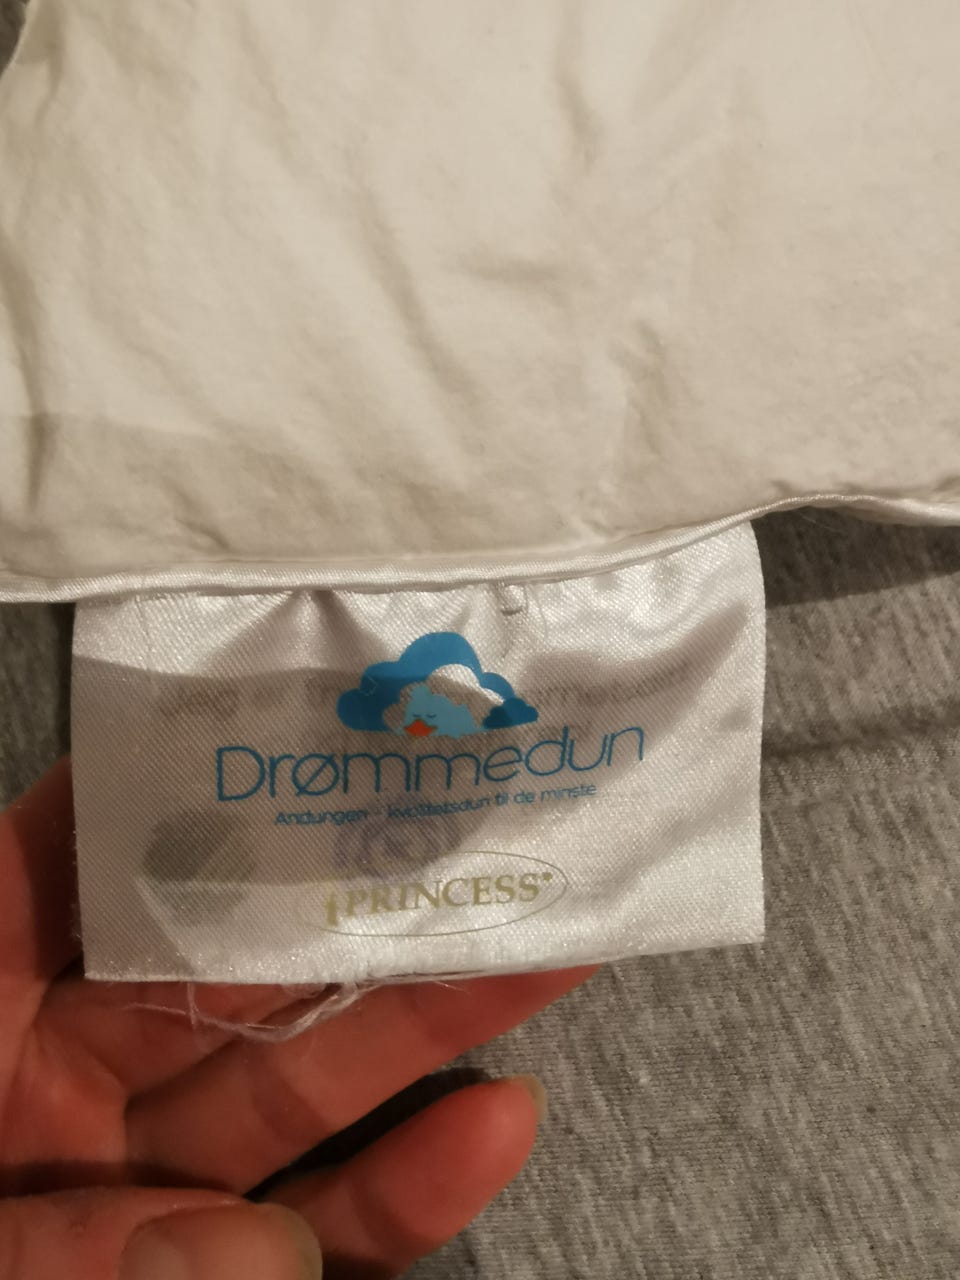 Drømmedun
Andungen - kvalitetsdun til de minste
PRINCESS®